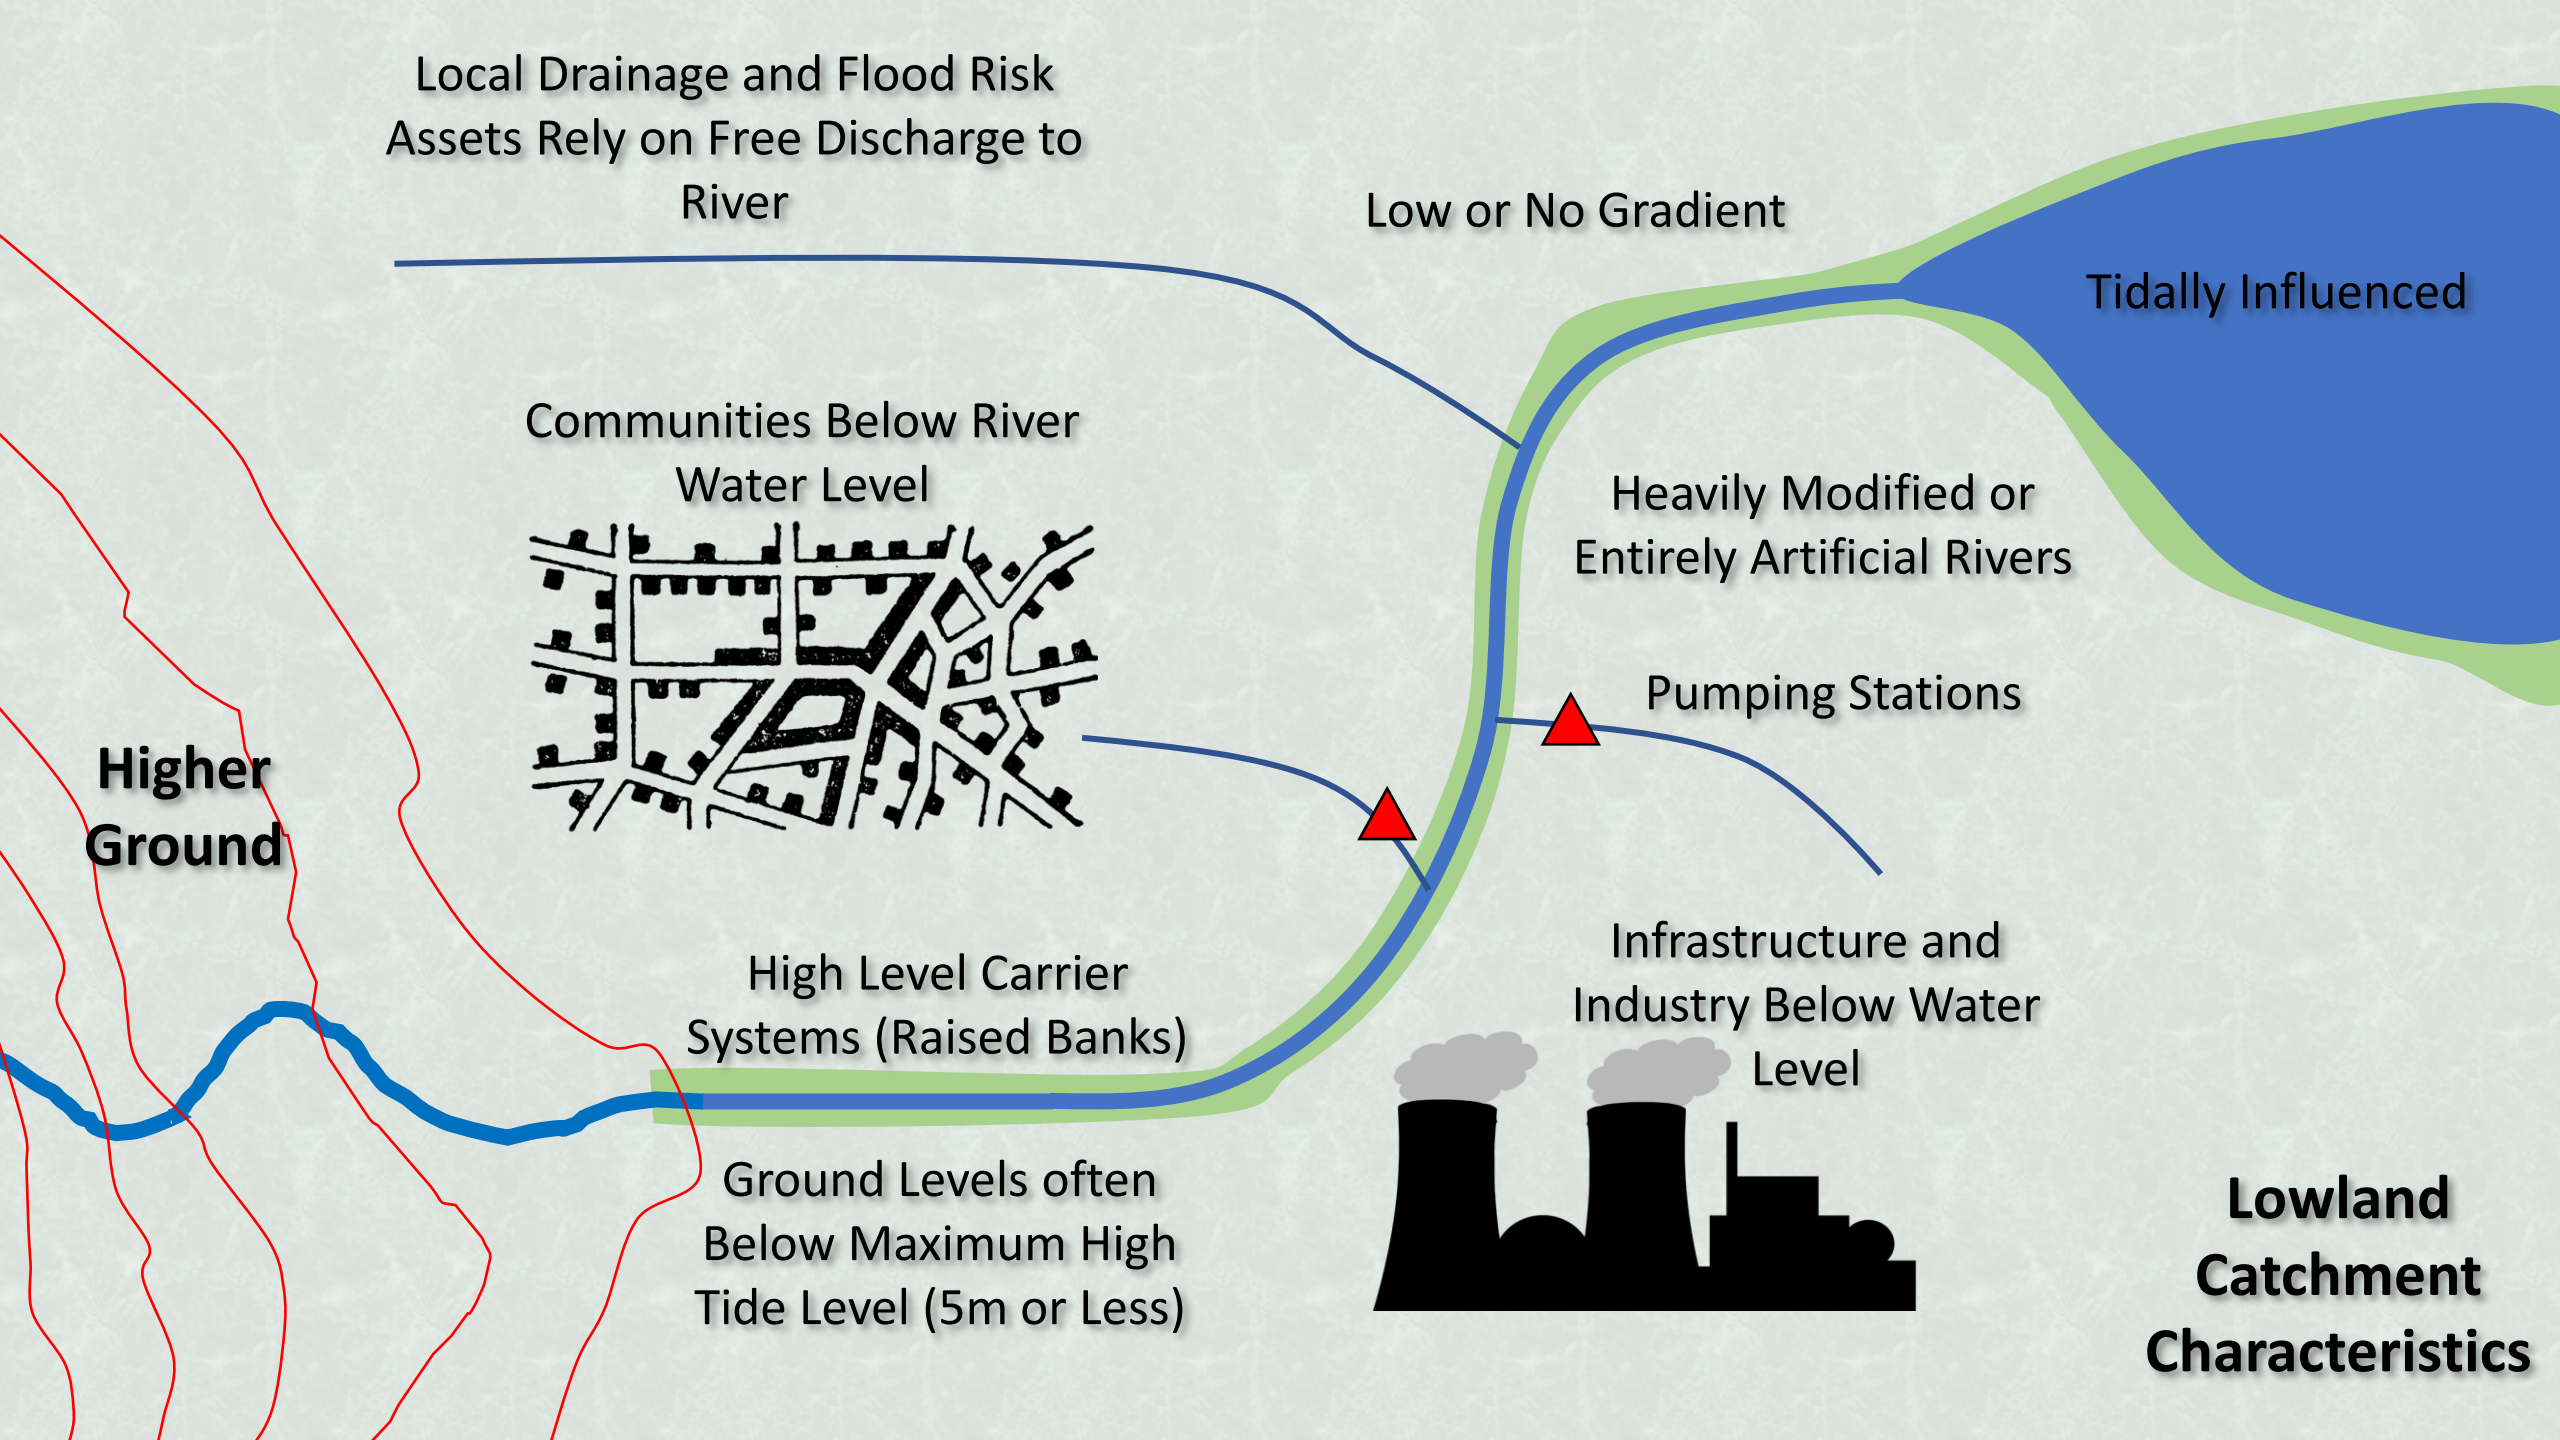 Local Drainage and Flood Risk
Assets Rely on Free Discharge to
River
Low or No Gradient
Tidally Influenced
Communities Below River
Water Level
Heavily Modified or
Entirely Artificial Rivers
Pumping Stations
Higher
Ground
High Level Carrier
Systems (Raised Banks)
Infrastructure and
Industry Below Water
Level
Ground Levels often
Below Maximum High
Tide Level (5m or Less)
Lowland
Catchment
Characteristics